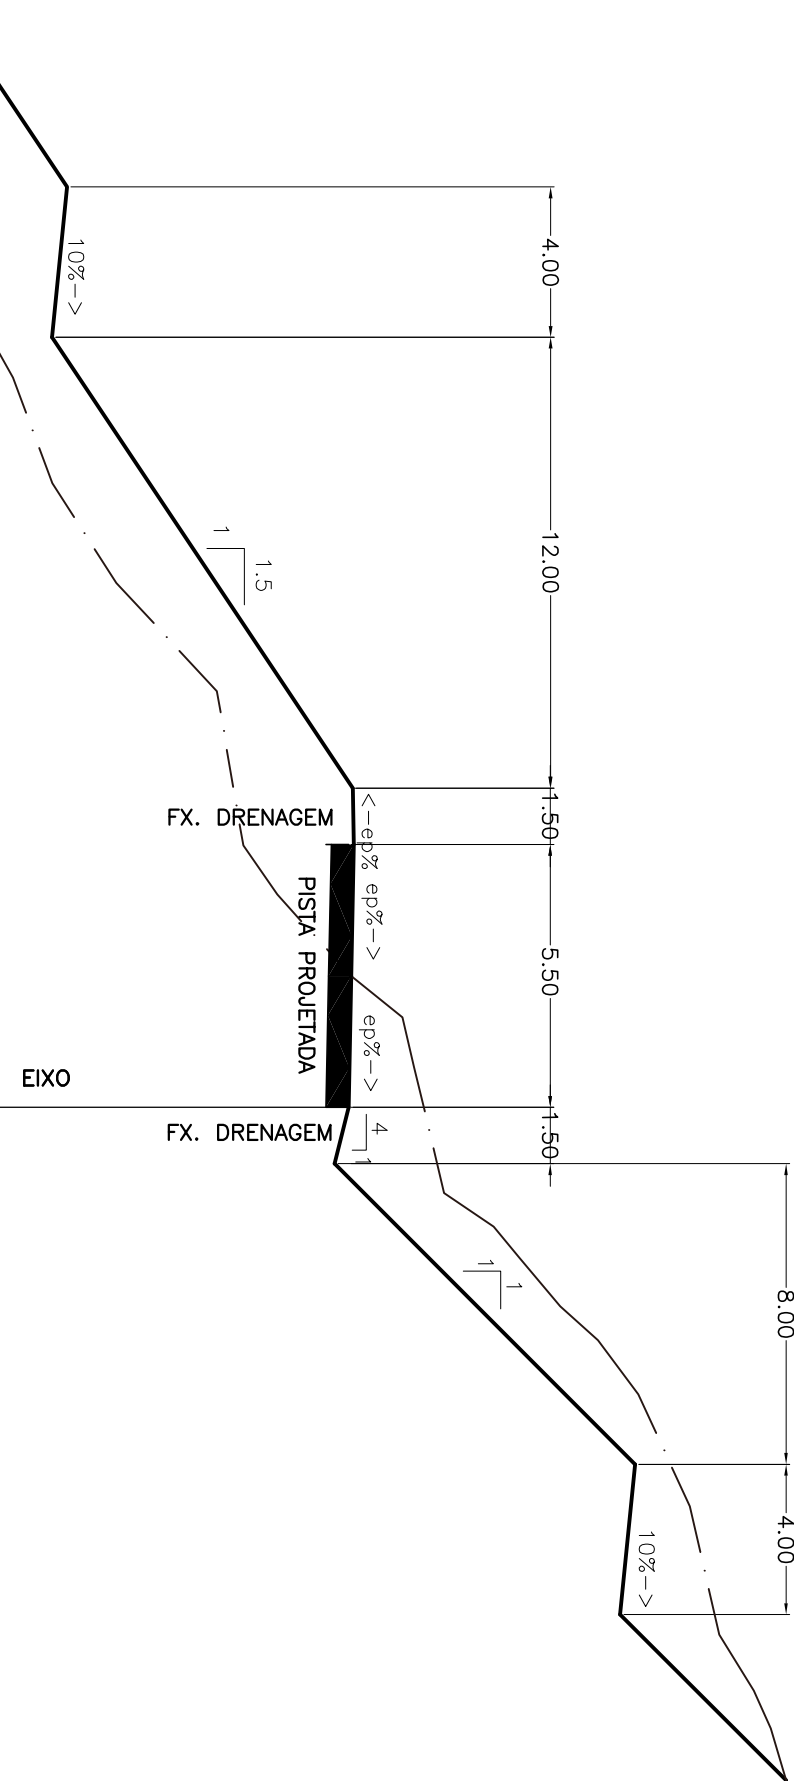 4.00
10%->
12.00
1
1.5
1.50
FX. DRENAGEM
<-ep%
ep%->
5.50
PISTA PROJETADA
ep%->
EIXO
1.50
FX. DRENAGEM
4
1
1
1
8.00
4.00
10%->